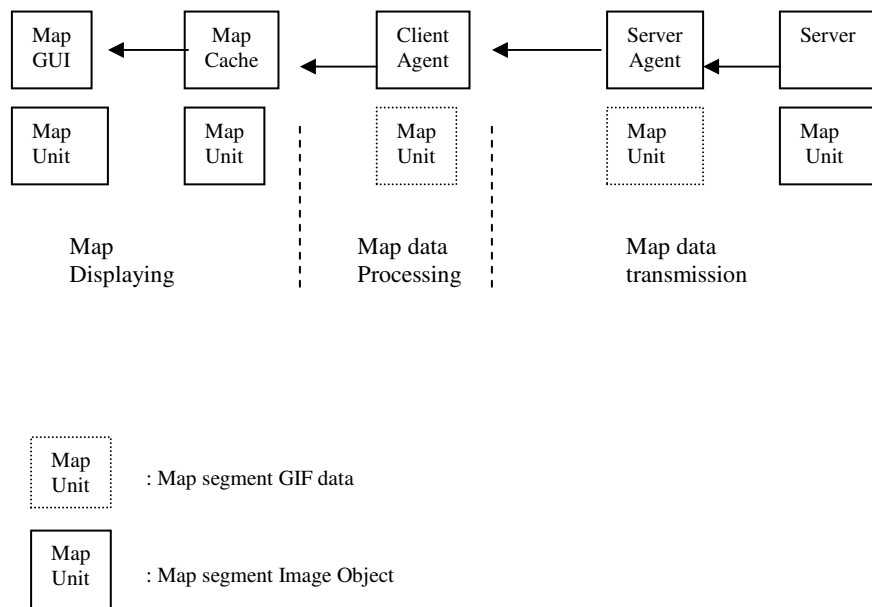 Map
GUI
Map
Cache
Client
Agent
Server
Agent
Server
Map
Unit
Map
Unit
Map
Unit
Map
Unit
Map
Unit
Map
Displaying
Map data
Processing
Map data
transmission
Map
Unit
: Map segment GIF data
Map
Unit
: Map segment Image Object